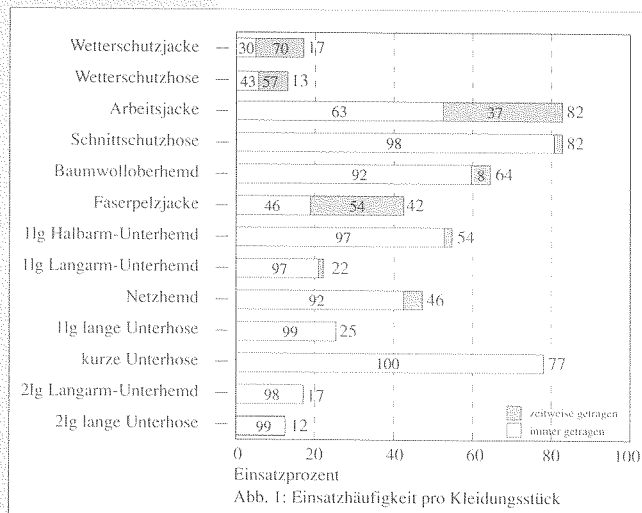 Wetterschutzjacke – 30 70 17
Wetterschutzhose – 43 57 13
Arbeitsjacke – 63 37 82
Schnittschutzhose – 98 82
Baumwolloberhemd – 92 8 64
Faserpelzjacke – 46 54 42
1lg Halbarm-Unterhemd – 97 54
1lg Langarm-Unterhemd – 97 22
Netzhemd – 92 46
1lg lange Unterhose – 99 25
kurze Unterhose – 100 77
2lg Langarm-Unterhemd – 98 17
2lg lange Unterhose – 99 12
zeitweise getragen
immer getragen
0 20 40 60 80 100
Einsatzprozent
Abb. 1: Einsatzhäufigkeit pro Kleidungsstück